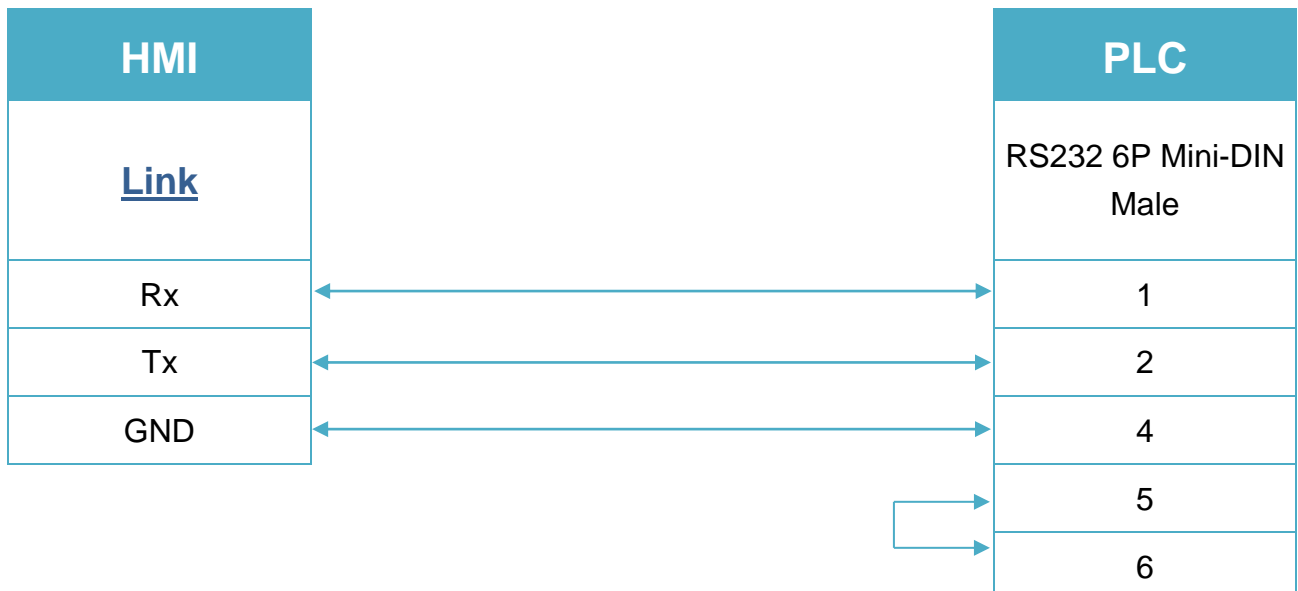 HMI
PLC
Link
RS232 6P Mini-DIN
Male
Rx
1
Tx
2
GND
4
5
6